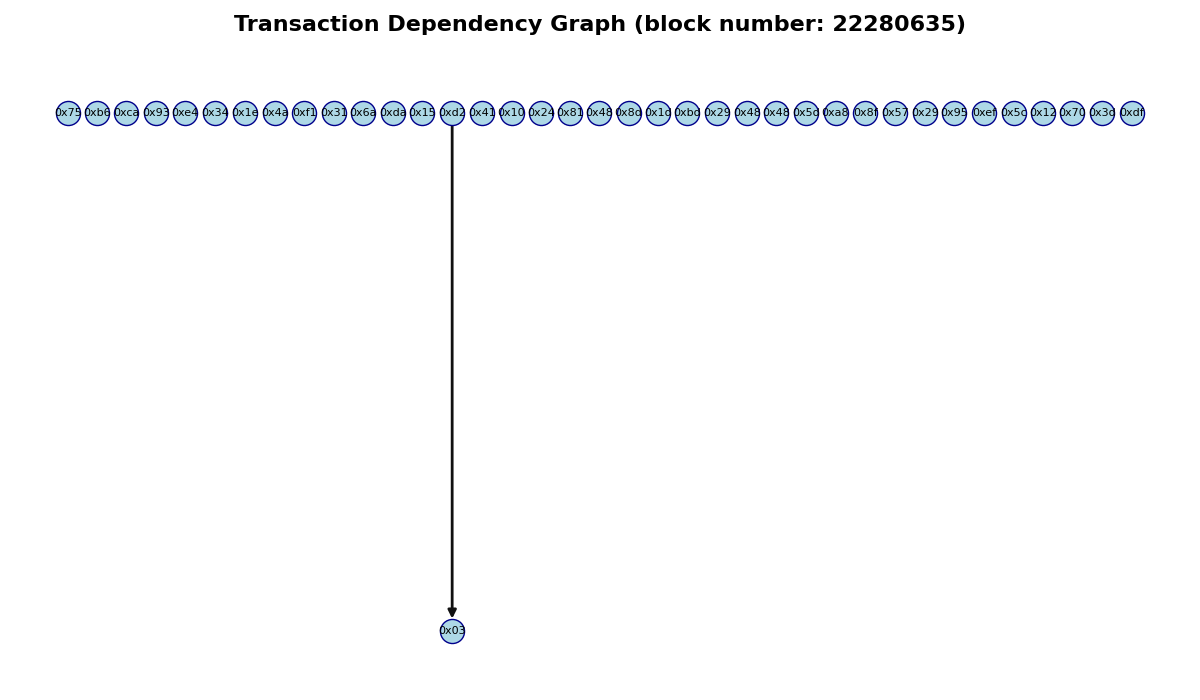 Transaction Dependency Graph (block number: 22280635)
0x75 0xb6 0xca 0x93 0xe4 0x34 0x1e 0x4a 0xf1 0x31 0x6a 0xda 0x15 0xd2 0x41 0x10 0x24 0x81 0x48 0x8d 0x1d 0xbd 0x29 0x48 0x48 0x5d 0xa8 0x8f 0x57 0x29 0x95 0xef 0x5c 0x12 0x70 0x3d 0xdf
0x03